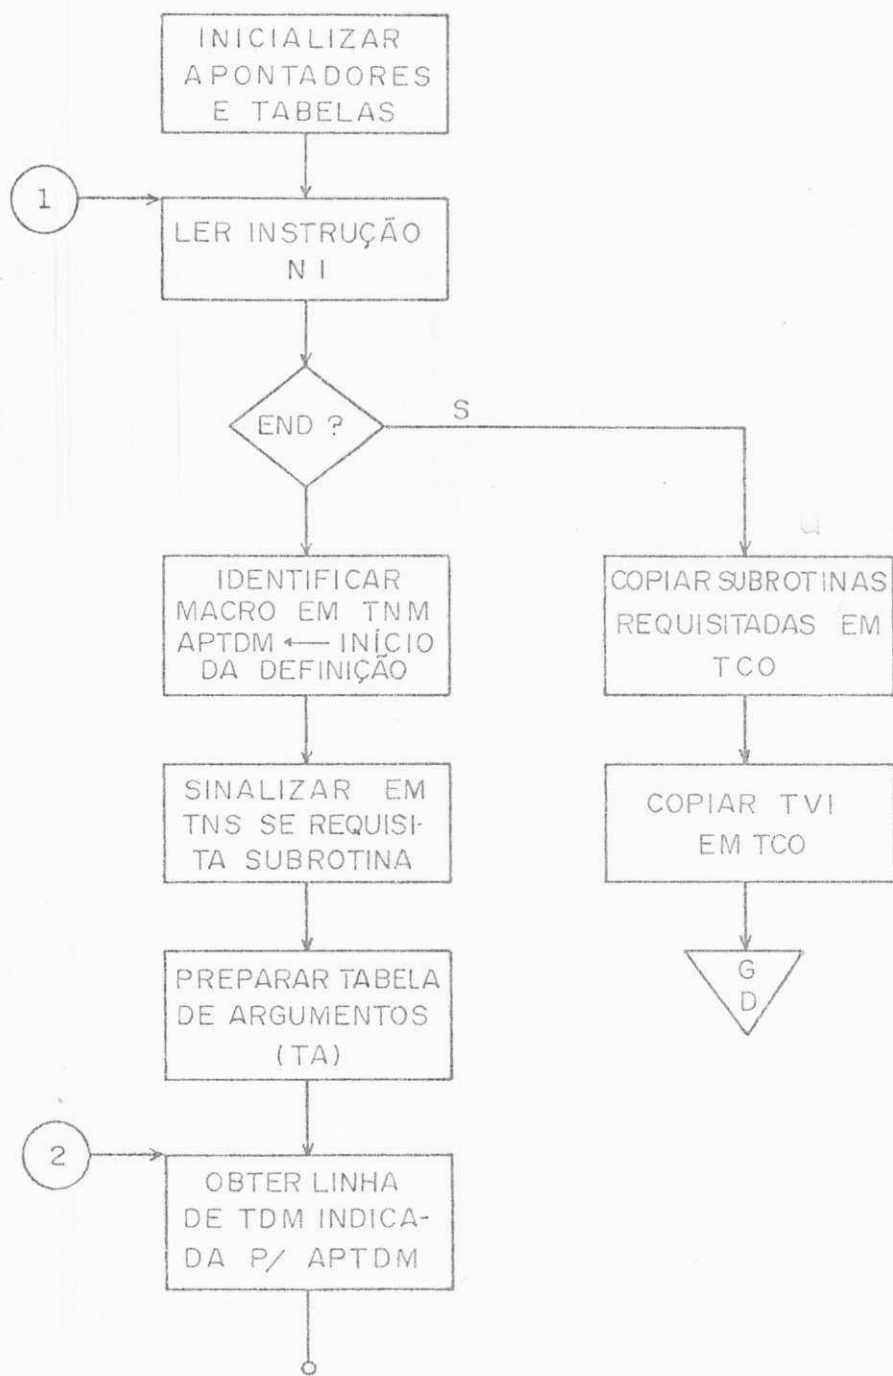 INICIALIZAR
APONTADORES
E TABELAS
1
LER INSTRUÇÃO
NI
END ?
S
IDENTIFICAR
MACRO EM TNM
APTDM ← INÍCIO
DA DEFINIÇÃO
SINALIZAR EM
TNS SE REQUISI-
TA SUBROTINA
PREPARAR TABELA
DE ARGUMENTOS
(TA)
2
OBTER LINHA
DE TDM INDICA-
DA P/ APTDM
COPIAR SUBROTINAS
REQUISITADAS EM
TCO
COPIAR TVI
EM TCO
G
D